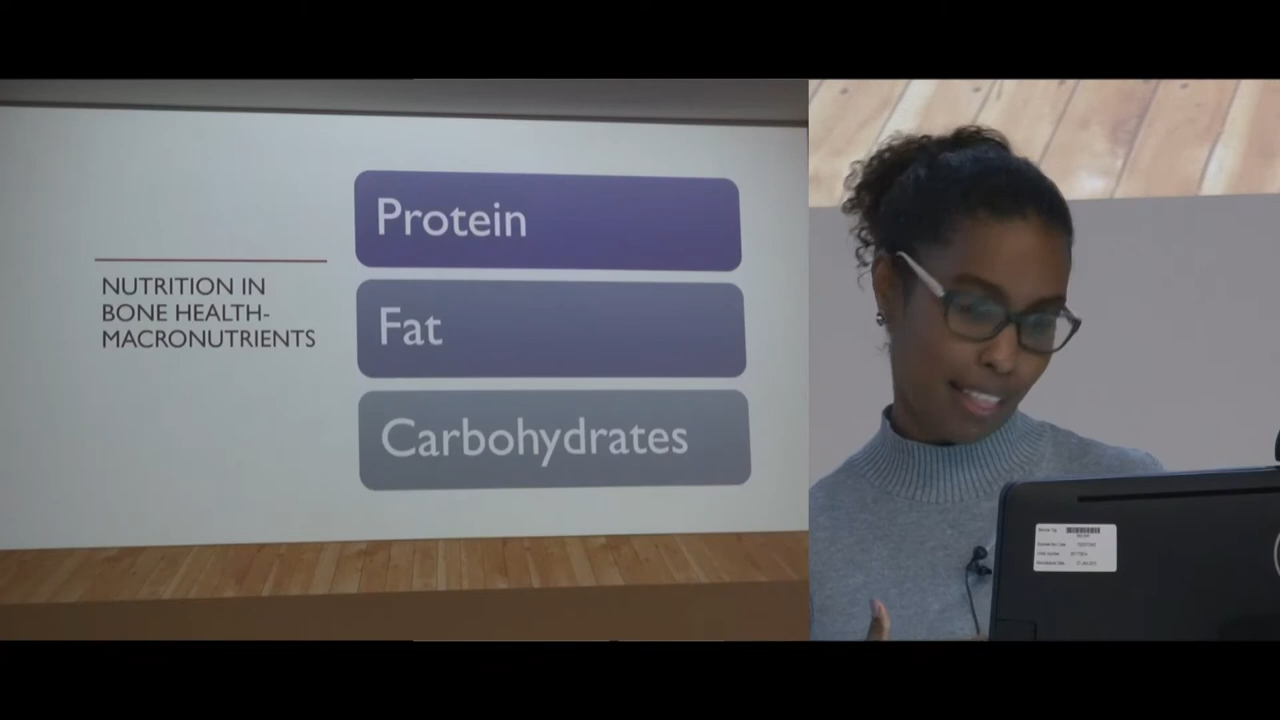 NUTRITION IN
BONE HEALTH-
MACRONUTRIENTS
Protein
Fat
Carbohydrates